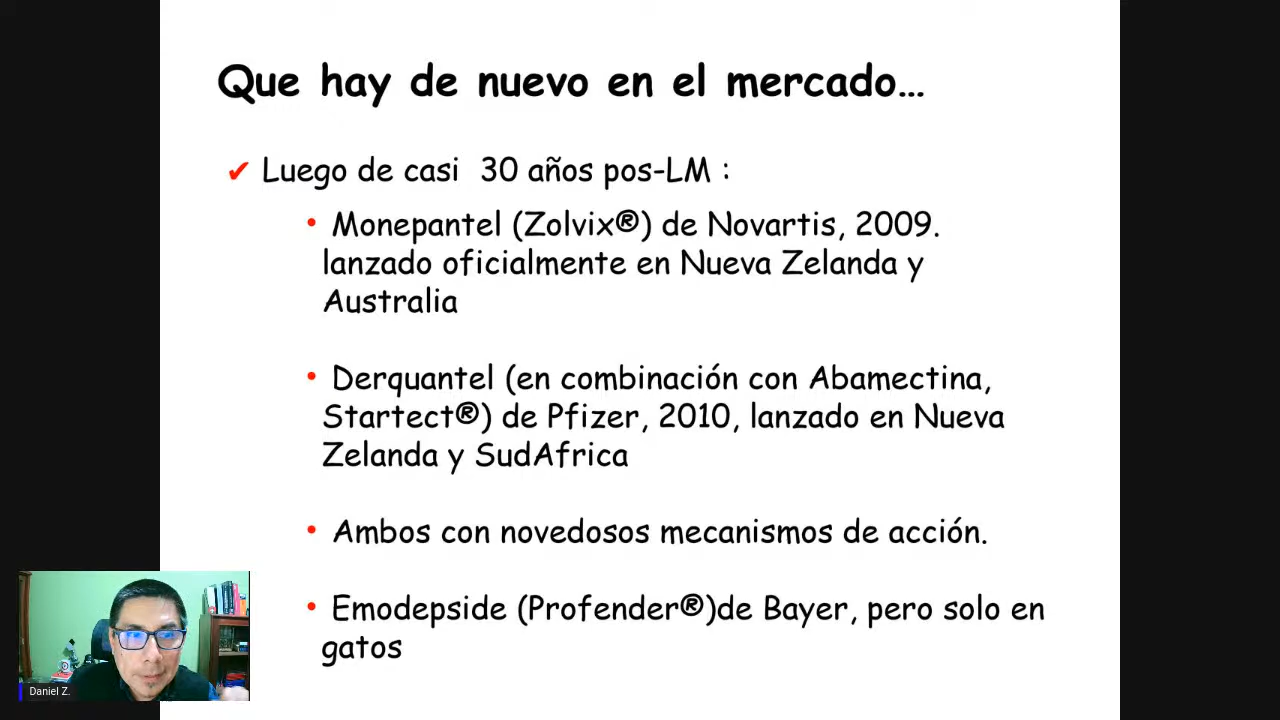 Que hay de nuevo en el mercado...
✔ Luego de casi 30 años pos-LM :
• Monepantel (Zolvix®) de Novartis, 2009.
lanzado oficialmente en Nueva Zelanda y
Australia
• Derquantel (en combinación con Abamectina,
Startect®) de Pfizer, 2010, lanzado en Nueva
Zelanda y SudAfrica
• Ambos con novedosos mecanismos de acción.
• Emodepside (Profender®)de Bayer, pero solo en
gatos
Daniel Z.